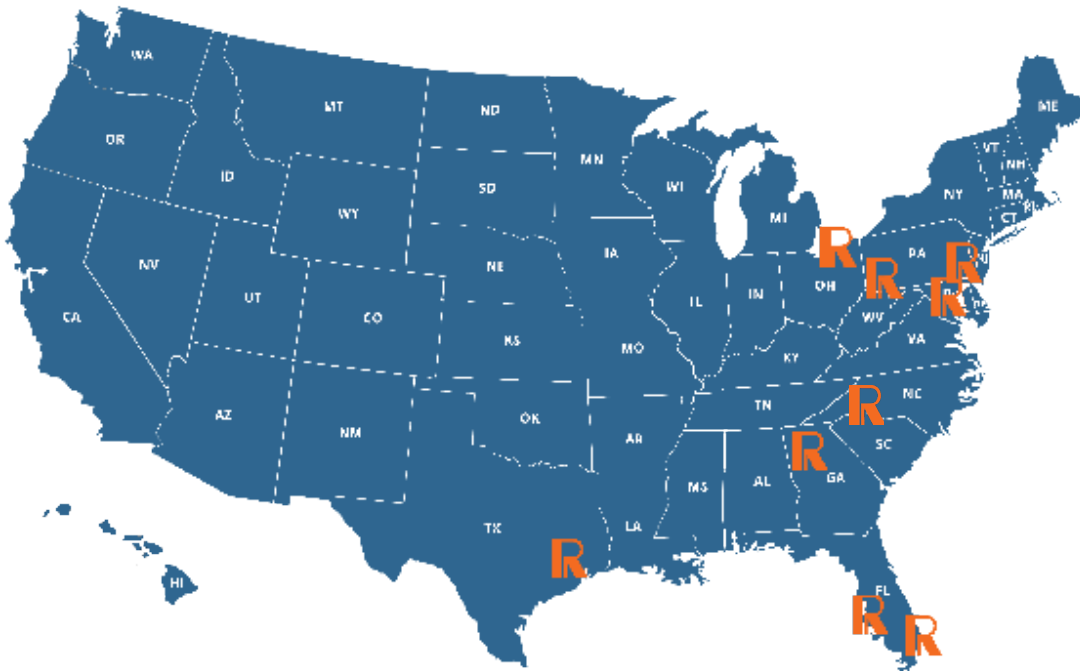 WA
ME
MT
ND
OR
VT
MN
NH
ID
WI
SD
NY
MA
RI
WY
MI
CT
R
IA
PA
R
NV
NE
R
OH
IN
R
UT
IL
CA
CO
WV
VA
KS
MO
KY
NC
R
TN
AZ
OK
NM
AR
SC
R
GA
AL
MS
LA
TX
R
HI
FL
R
R